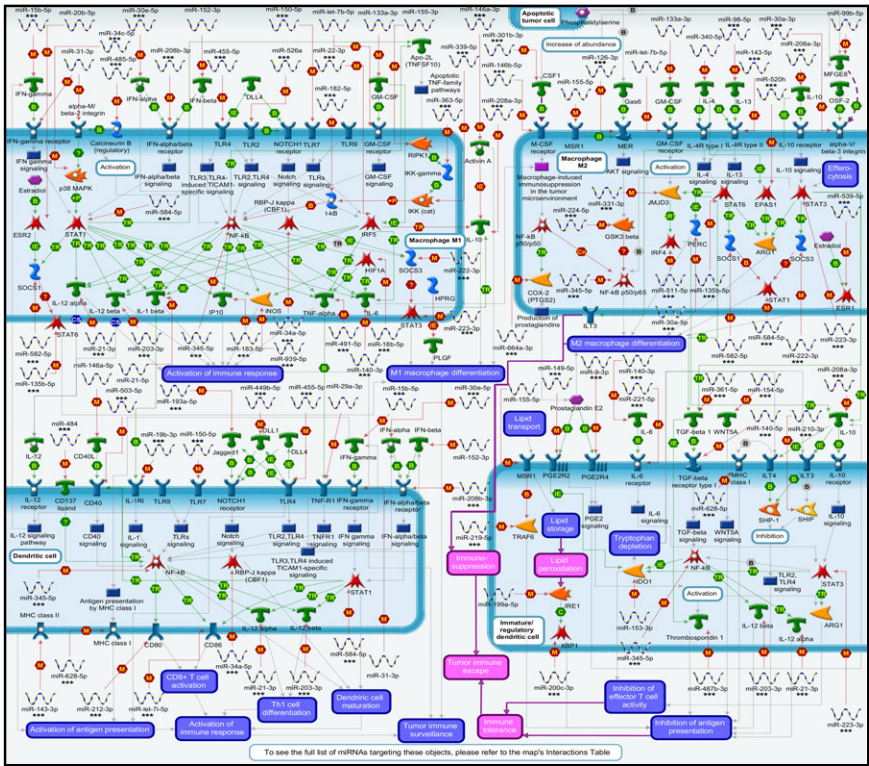 miR-15b-5p
miR-20b-5p
miR-30e-5p
miR-152-3p
miR-150-5p
miR-let-7b-5p
miR-133a-3p
miR-155-3p
miR-146a-3p
miR-34c-5p
miR-31-3p
miR-485-5p
miR-208b-3p
miR-455-5p
miR-526a
miR-22-3p
miR-182-5p
miR-339-5p
miR-363-5p
miR-301b-3p
miR-146b-5p
miR-208a-3p
miR-126-3p
miR-155-5p
miR-133a-3p
miR-340-5p
miR-let-7b-5p
miR-98-5p
miR-143-5p
miR-520h
miR-30a-3p
miR-208a-3p
miR-99b-5p
Apoptotic
tumor cell
Phosphatidylserine
Increase of abundance
IFN-gamma
alpha-M/
beta-2 integrin
Calcineurin B
(regulatory)
IFN-alpha
IFN-beta
DLL4
GM-CSF
Apo-2L
(TNFSF10)
Apoptotic
TNF-family
pathways
CSF1
Gas6
GM-CSF
IL-4
IL-13
IL-10
MFGE8
OSF-2
IFN-gamma receptor
IFN-alpha/beta
receptor
TLR4
TLR2
NOTCH1
TLR7
TLR9
GM-CSF
receptor
RIPK1
Activin A
M-CSF
receptor
MSR1
MER
GM-CSF
receptor
IL-4R type I
IL-4R type II
IL-10 receptor
alpha-V/
beta-3 integrin
Activation
Macrophage M2
Activation
IFN gamma
signaling
IFN-alpha/beta
signaling
TLR3,TLR4-
induced TICAM1-
specific signaling
TLR2,TLR4
signaling
Notch
signaling
TLRs
signaling
GM-CSF
signaling
IKK-gamma
IKK (cat)
I-kB
Macrophage-induced
immunosuppression
in the tumor
microenvironment
AKT signaling
IL-4
signaling
IL-13
signaling
IL-10 signaling
Effero-
cytosis
Estradiol
p38 MAPK
miR-584-5p
RBP-J kappa
(CBF1)
ESR2
STAT1
NF-kB
IRF5
Macrophage M1
IL-10
HIF1A
SOCS3
miR-222-3p
HPRG
STAT3
PLGF
miR-223-3p
SOCS1
IL-12 alpha
IL-12 beta
IL-1 beta
IP10
iNOS
TNF-alpha
IL-6
STAT6
miR-224-5p
miR-331-3p
NF-kB
p50/p50
GSK3 beta
JMJD3
IRF4
PERC
STAT6
EPAS1
STAT3
miR-539-5p
Estradiol
SOCS1
ARG1
SOCS3
COX-2
(PTGS2)
miR-345-5p
NF-kB p50/p65
miR-511-5p
miR-135b-5p
STAT1
ESR1
Production of
prostaglandins
ILT3
miR-30a-5p
miR-582-5p
miR-135b-5p
miR-21-3p
miR-203-3p
miR-345-5p
miR-183-5p
miR-34a-5p
miR-939-5p
miR-491-5p
miR-18b-5p
miR-140-3p
miR-664a-3p
M2 macrophage differentiation
miR-582-5p
miR-584-5p
miR-222-3p
miR-223-3p
Activation of immune response
M1 macrophage differentiation
miR-146a-5p
miR-21-5p
miR-503-5p
miR-193a-5p
miR-449b-3p
miR-455-5p
miR-29a-3p
miR-15b-5p
miR-30e-5p
miR-155-5p
miR-149-5p
miR-9-3p
miR-140-3p
miR-221-5p
miR-361-5p
miR-154-5p
miR-208a-3p
Prostaglandin E2
Lipid
transport
miR-484
miR-19b-3p
miR-150-5p
miR-152-3p
miR-140-5p
miR-210-3p
IL-12
CD40L
Jagged1
DLL1
DLL4
IFN-gamma
IFN-alpha
IFN-beta
IL-6
TGF-beta 1
WNT5A
IL-10
IL-12
receptor
CD137
ligand
CD40
IL-1RI
TLR9
TLR7
NOTCH1
TLR4
TNF-R1
IFN-gamma
receptor
IFN-alpha/beta
receptor
MSR1
PGE2R2
PGE2R4
IL-6
receptor
TGF-beta
receptor type I
MHC
class I
ILT4
ILT3
IL-10
receptor
miR-208b-3p
miR-219-5p
IL-12 signaling
pathway
Dendritic cell
CD40
signaling
IL-1
signaling
TLRs
signaling
Notch
signaling
TLR2,TLR4
signaling
TNFR1
signaling
IFN gamma
signaling
IFN-alpha/beta
signaling
TLR3,TLR4 induced
TICAM1-specific signaling
NF-kB
RBP-J kappa
(CBF1)
STAT1
Antigen presentation
by MHC class I
miR-345-5p
MHC class II
MHC class I
CD80
CD86
IL-12 alpha
IL-12 beta
Immuno-
suppression
TRAF6
Lipid
storage
Lipid
peroxidation
PGE2
signaling
IL-6
signaling
miR-628-5p
TGF-beta
signaling
WNT5A
signaling
SHP-1
SHIP
Inhibition
IL-10
signaling
Tryptophan
depletion
IDO1
NF-kB
TLR2,
TLR4
signaling
STAT3
Activation
miR-199a-5p
IRE1
XBP1
Immature/
regulatory
dendritic cell
miR-153-3p
miR-345-5p
Thrombospondin 1
IL-12 beta
IL-12 alpha
ARG1
miR-628-5p
miR-143-3p
miR-212-3p
miR-let-7i-5p
CD8+ T cell
activation
miR-34a-5p
miR-21-3p
miR-203-3p
miR-584-5p
miR-31-3p
Th1 cell
differentiation
Dendriric cell
maturation
Tumor immune
escape
miR-200c-3p
miR-487b-3p
miR-203-3p
miR-21-3p
miR-223-3p
Inhibition of
effector T cell
activity
Activation of antigen presentation
Activation of
immune response
Tumor immune
surveillance
Immune
tolerance
Inhibition of antigen
presentation
To see the full list of miRNAs targeting these objects, please refer to the map's Interactions Table